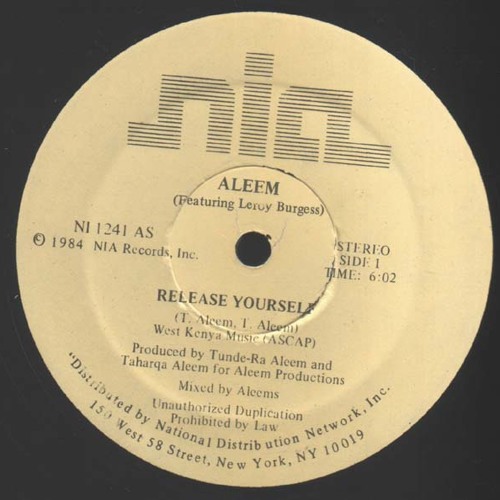 nia
ALEEM
(Featuring Leroy Burgess)
NI 1241 AS
© 1984 NIA Records, Inc.
STEREO
SIDE 1
TIME: 6:02
RELEASE YOURSELF
(T. Aleem, T. Aleem)
West Kenya Music (ASCAP)
Produced by Tunde-Ra Aleem and
Taharqa Aleem for Aleem Productions
Mixed by Aleems
Unauthorized Duplication
Prohibited by Law
"Distributed by National Distribution Network, Inc.
150 West 58 Street, New York, NY 10019